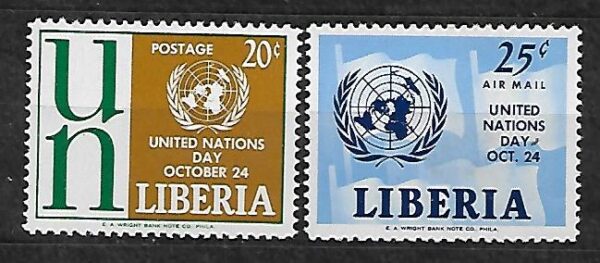 un
POSTAGE 20¢
UNITED NATIONS
DAY
OCTOBER 24
LIBERIA
E. A. WRIGHT BANK NOTE CO. PHILA.
25¢
AIR MAIL
UNITED
NATIONS
DAY
OCT. 24
LIBERIA
E. A. WRIGHT BANK NOTE CO. PHILA.